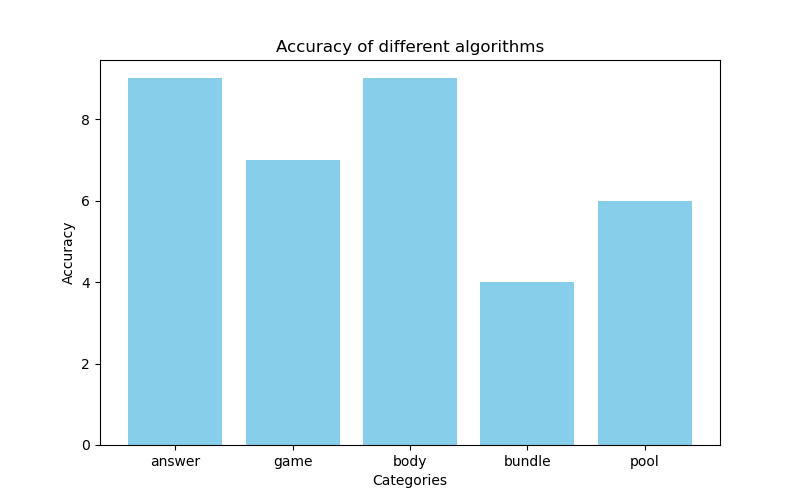 Accuracy of different algorithms
Accuracy
8
6
4
2
0
answer game body bundle pool
Categories